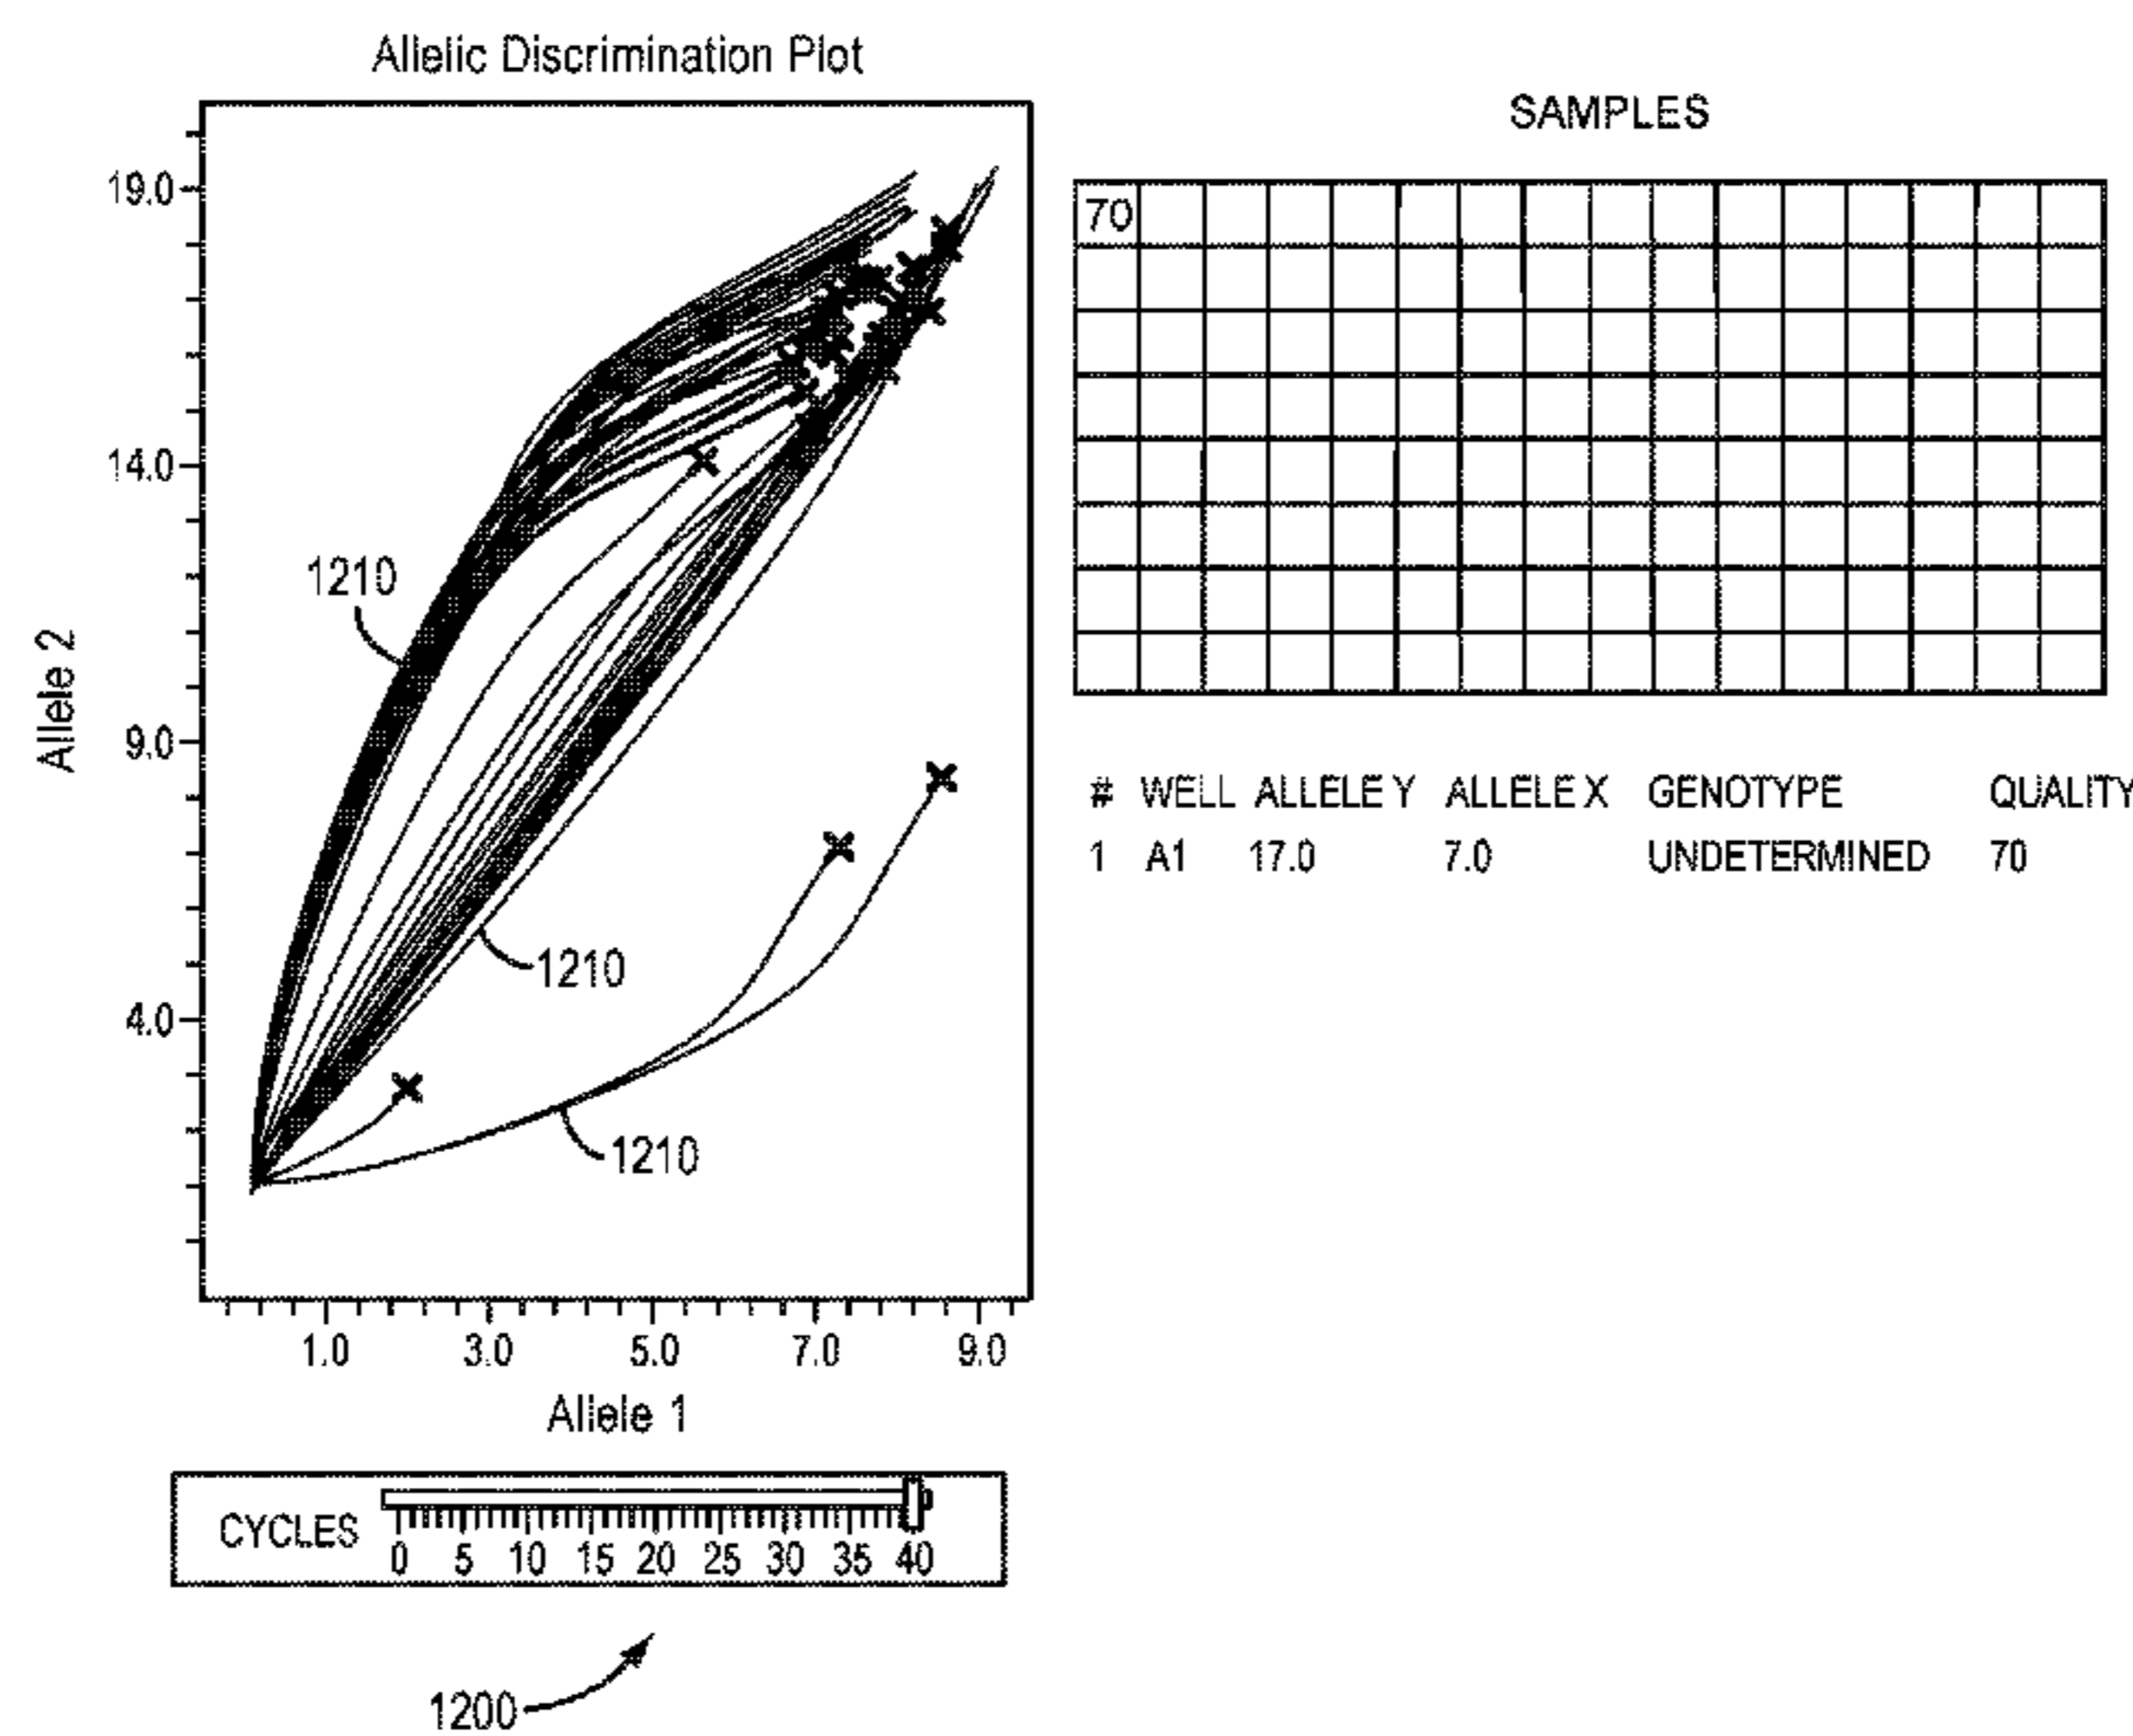 Allelic Discrimination Plot
19.0
14.0
9.0
4.0
Allele 2
1210
1210
1210
1.0 3.0 5.0 7.0 9.0
Allele 1
CYCLES
0 5 10 15 20 25 30 35 40
1200
SAMPLES
70
# WELL ALLELE Y ALLELE X GENOTYPE QUALITY
1 A1 17.0 7.0 UNDETERMINED 70